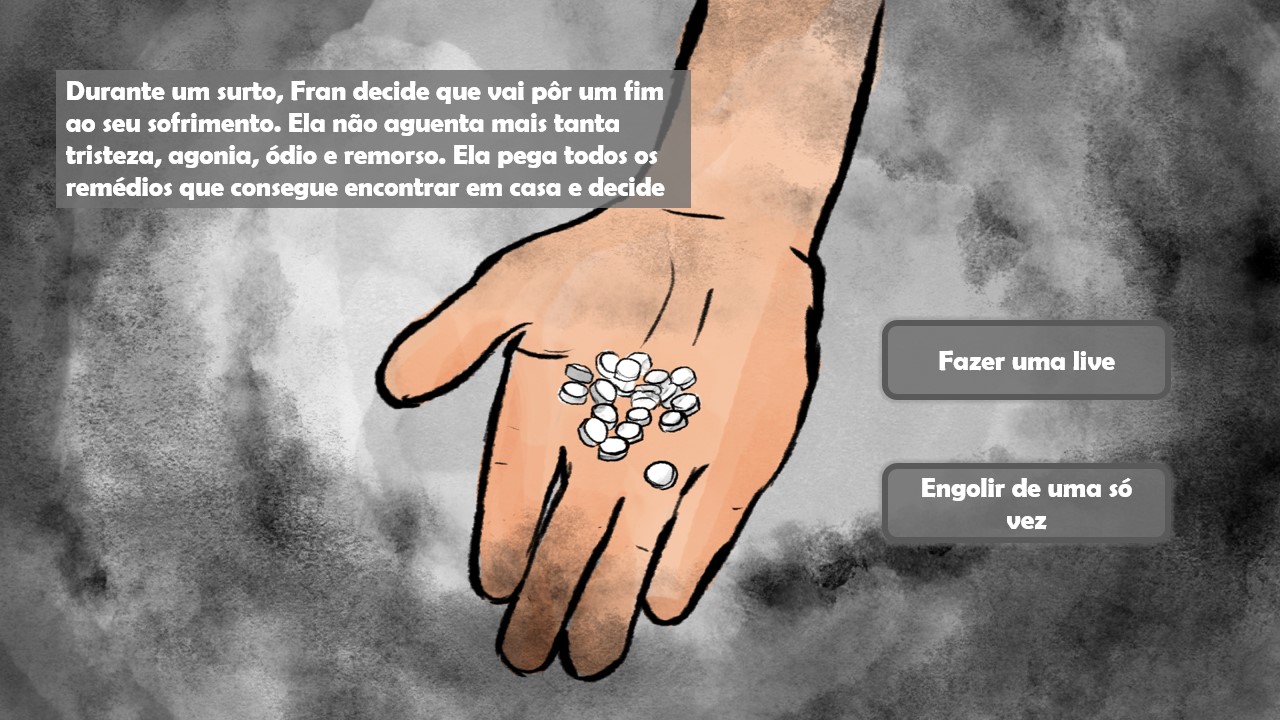 Durante um surto, Fran decide que vai pôr um fim
ao seu sofrimento. Ela não aguenta mais tanta
tristeza, agonia, ódio e remorso. Ela pega todos os
remédios que consegue encontrar em casa e decide
Fazer uma live
Engolir de uma só
vez